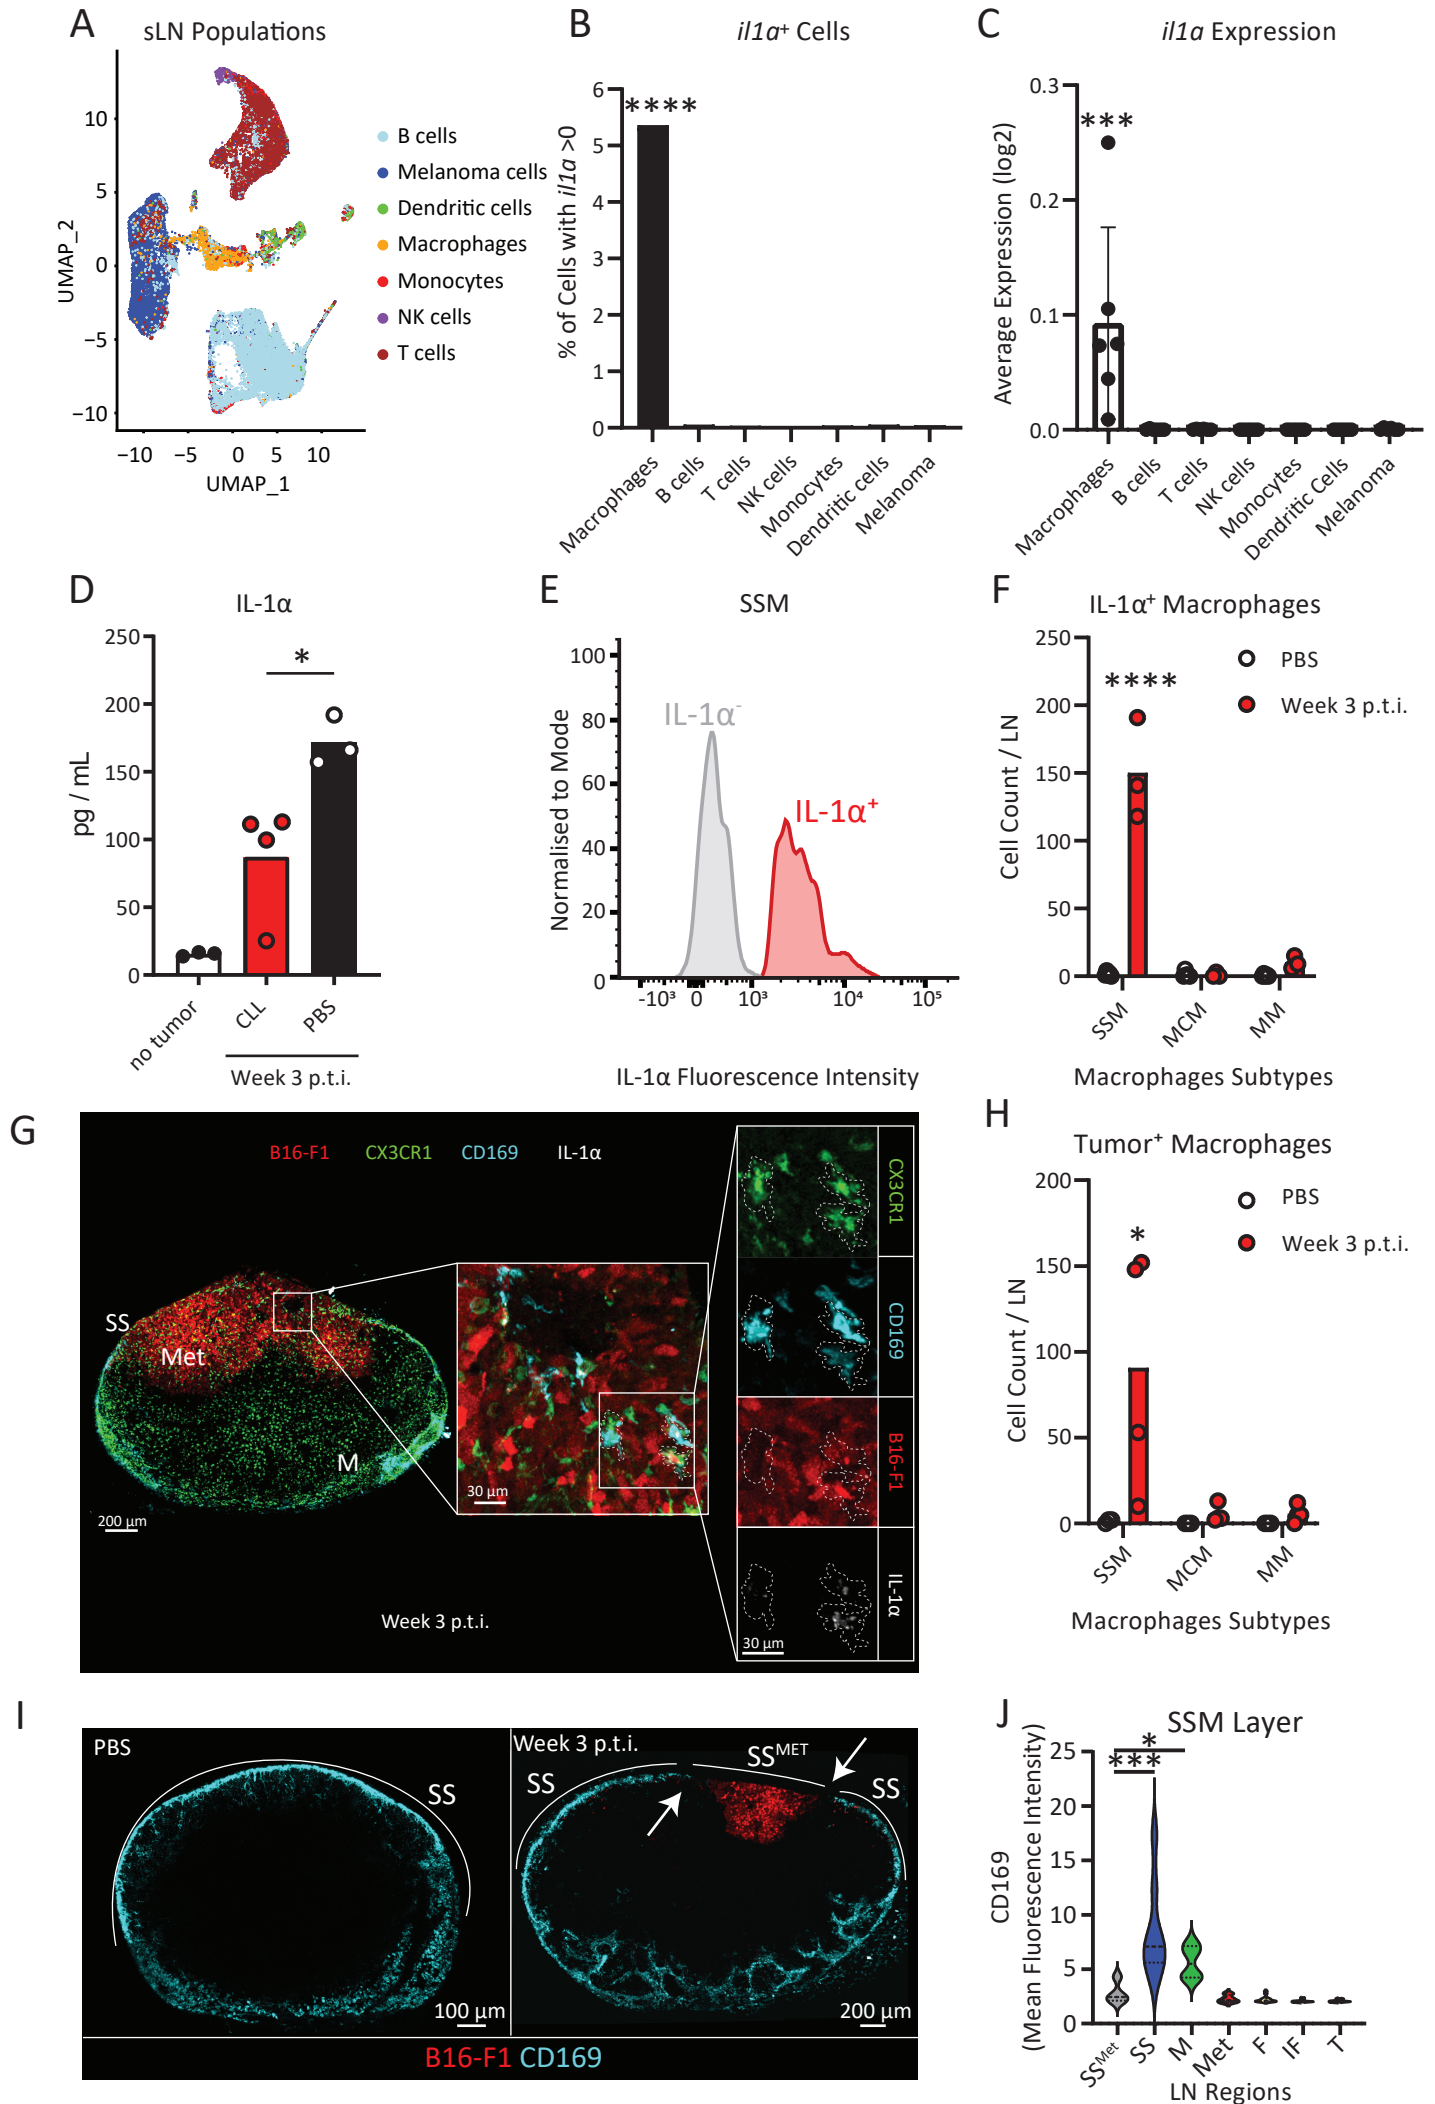 A
sLN Populations
UMAP_2
10
5
0
−5
−10
−10 −5 0 5 10
UMAP_1
B cells
Melanoma cells
Dendritic cells
Macrophages
Monocytes
NK cells
T cells
B
il1α⁺ Cells
% of Cells with il1α >0
6
5
4
3
2
1
0
****
Macrophages
B cells
T cells
NK cells
Monocytes
Dendritic cells
Melanoma
C
il1α Expression
Average Expression (log2)
0.3
0.2
0.1
0.0
***
Macrophages
B cells
T cells
NK cells
Monocytes
Dendritic Cells
Melanoma
D
IL-1α
pg / mL
250
200
150
100
50
0
*
no tumor
CLL
PBS
Week 3 p.t.i.
E
SSM
Normalised to Mode
100
80
60
40
20
0
IL-1α⁻
IL-1α⁺
-10³ 0 10³ 10⁴ 10⁵
IL-1α Fluorescence Intensity
F
IL-1α⁺ Macrophages
Cell Count / LN
250
200
150
100
50
0
PBS
Week 3 p.t.i.
****
SSM
MCM
MM
Macrophages Subtypes
G
B16-F1 CX3CR1 CD169 IL-1α
SS
Met
M
200 µm
30 µm
Week 3 p.t.i.
CX3CR1
CD169
B16-F1
IL-1α
30 µm
H
Tumor⁺ Macrophages
Cell Count / LN
200
150
100
50
0
PBS
Week 3 p.t.i.
*
SSM
MCM
MM
Macrophages Subtypes
I
PBS
SS
100 µm
Week 3 p.t.i.
SS
SS^MET
SS
200 µm
B16-F1 CD169
J
SSM Layer
CD169
(Mean Fluorescence Intensity)
25
20
15
10
5
0
*
***
SS^Met
SS
M
Met
F
IF
T
LN Regions